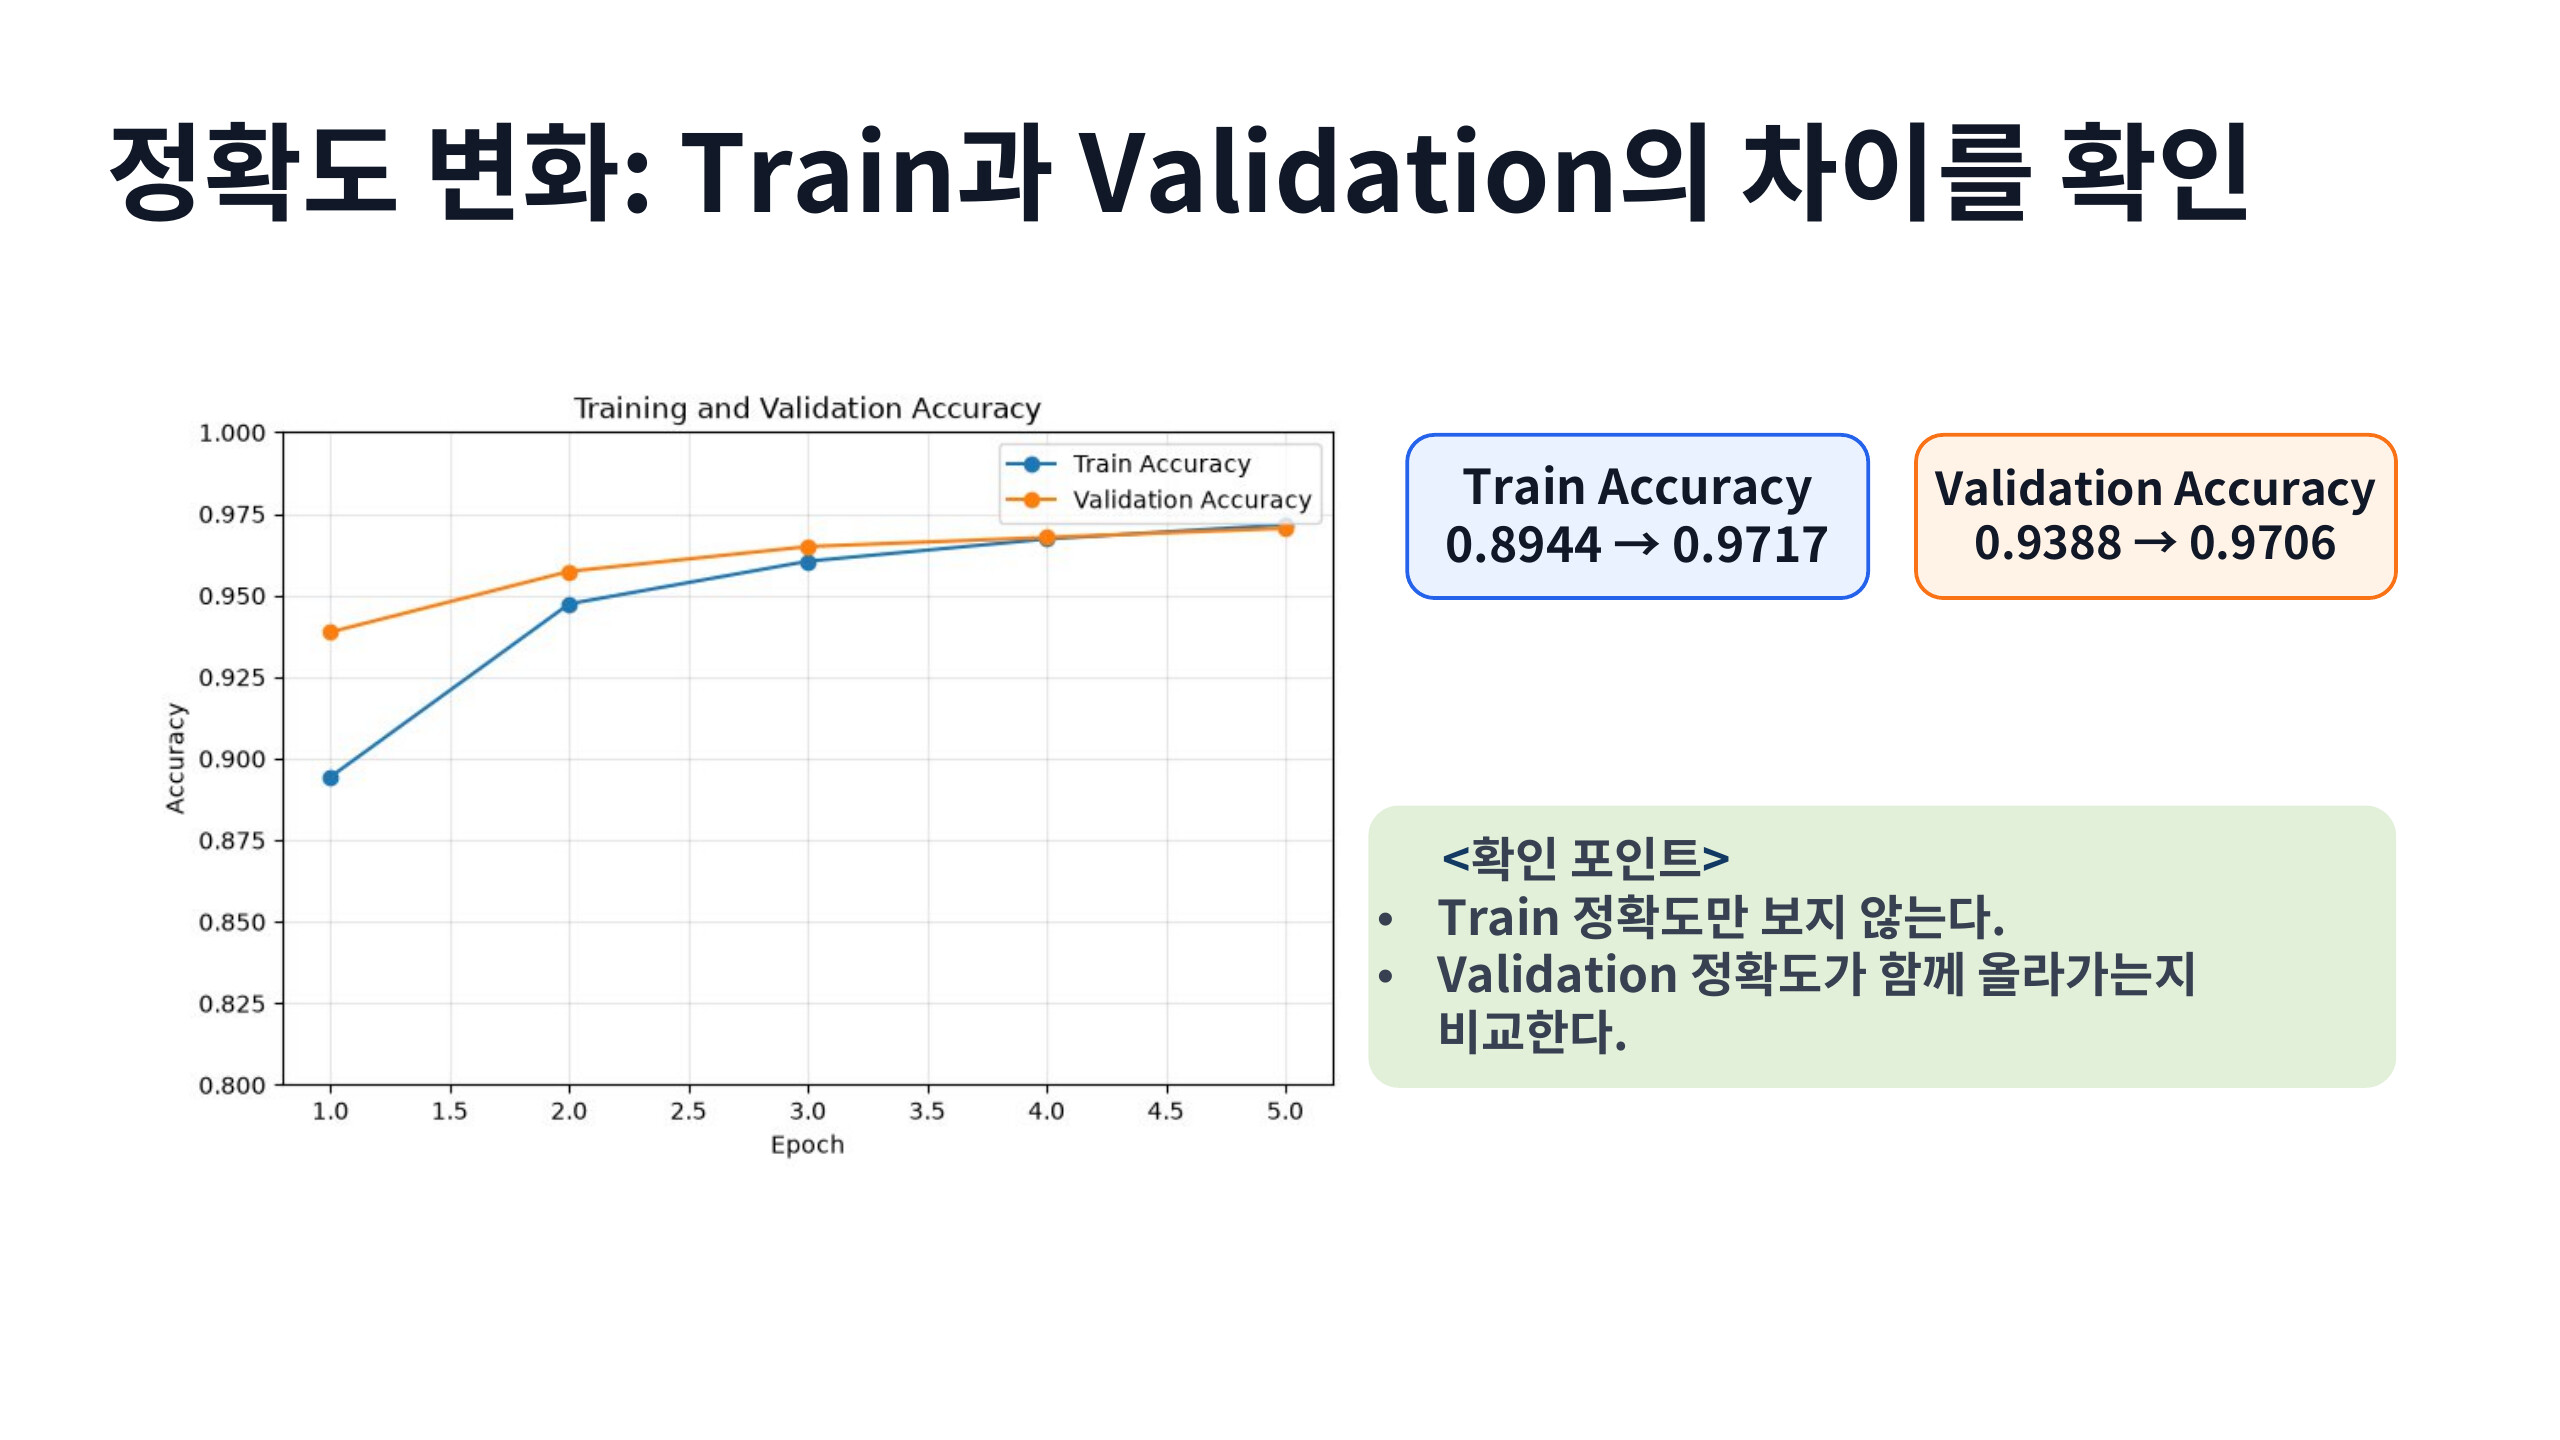 정확도 변화: Train과 Validation의 차이를 확인
Training and Validation Accuracy
1.000
0.975
0.950
0.925
0.900
0.875
0.850
0.825
0.800
Accuracy
Train Accuracy
Validation Accuracy
1.0 1.5 2.0 2.5 3.0 3.5 4.0 4.5 5.0
Epoch
Train Accuracy
0.8944 → 0.9717
Validation Accuracy
0.9388 → 0.9706
<확인 포인트>
• Train 정확도만 보지 않는다.
• Validation 정확도가 함께 올라가는지
비교한다.